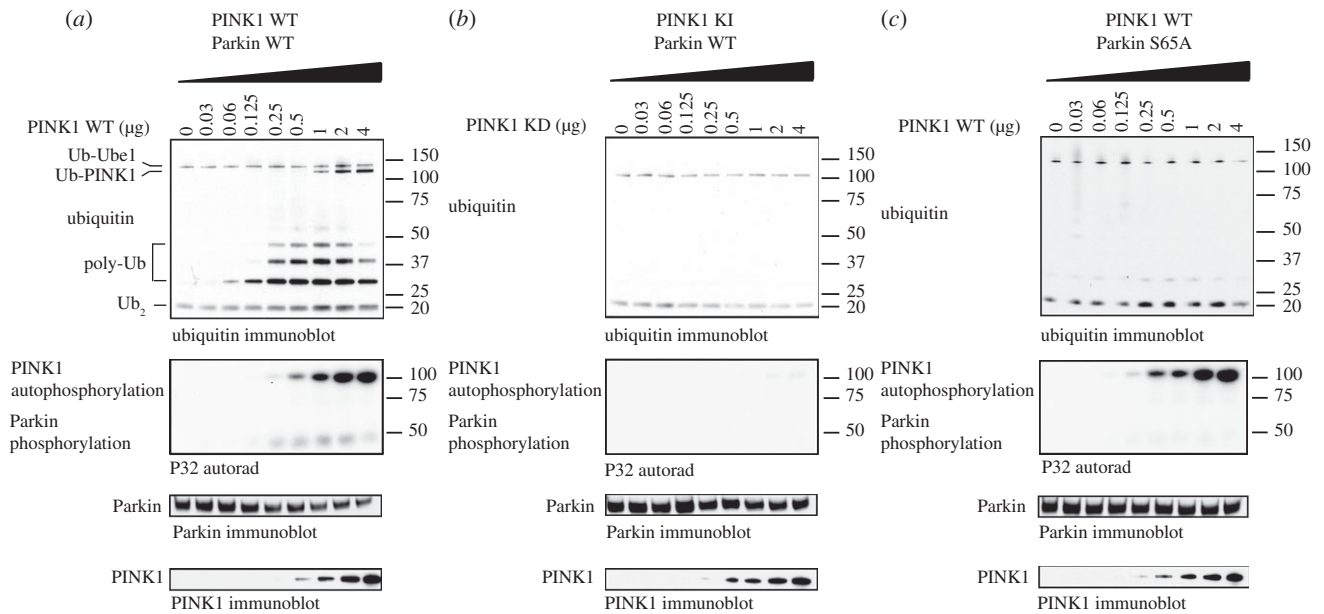 (a)
PINK1 WT
Parkin WT
PINK1 WT (µg)
0 0.03 0.06 0.125 0.25 0.5 1 2 4
Ub-Ube1
Ub-PINK1
ubiquitin
poly-Ub
Ub2
150
100
75
50
37
25
20
ubiquitin immunoblot
PINK1
autophosphorylation
Parkin
phosphorylation
100
75
50
P32 autorad
Parkin
Parkin immunoblot
PINK1
PINK1 immunoblot
(b)
PINK1 KI
Parkin WT
PINK1 KD (µg)
0 0.03 0.06 0.125 0.25 0.5 1 2 4
ubiquitin
150
100
75
50
37
25
20
ubiquitin immunoblot
PINK1
autophosphorylation
Parkin
phosphorylation
100
75
50
P32 autorad
Parkin
Parkin immunoblot
PINK1
PINK1 immunoblot
(c)
PINK1 WT
Parkin S65A
PINK1 WT (µg)
0 0.03 0.06 0.125 0.25 0.5 1 2 4
ubiquitin
150
100
75
50
37
25
20
ubiquitin immunoblot
PINK1
autophosphorylation
Parkin
phosphorylation
100
75
50
P32 autorad
Parkin
Parkin immunoblot
PINK1
PINK1 immunoblot